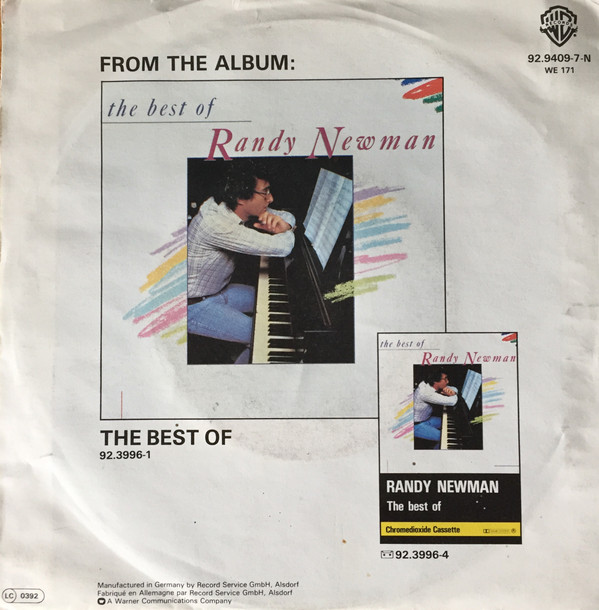 FROM THE ALBUM:
92.9409-7-N
WE 171
the best of
Randy Newman
the best of
Randy Newman
THE BEST OF
92.3996-1
RANDY NEWMAN
The best of
Chromedioxide Cassette
92.3996-4
Manufactured in Germany by Record Service GmbH, Alsdorf
Fabriqué en Allemagne par Record Service GmbH, Alsdorf
A Warner Communications Company
LC 0392